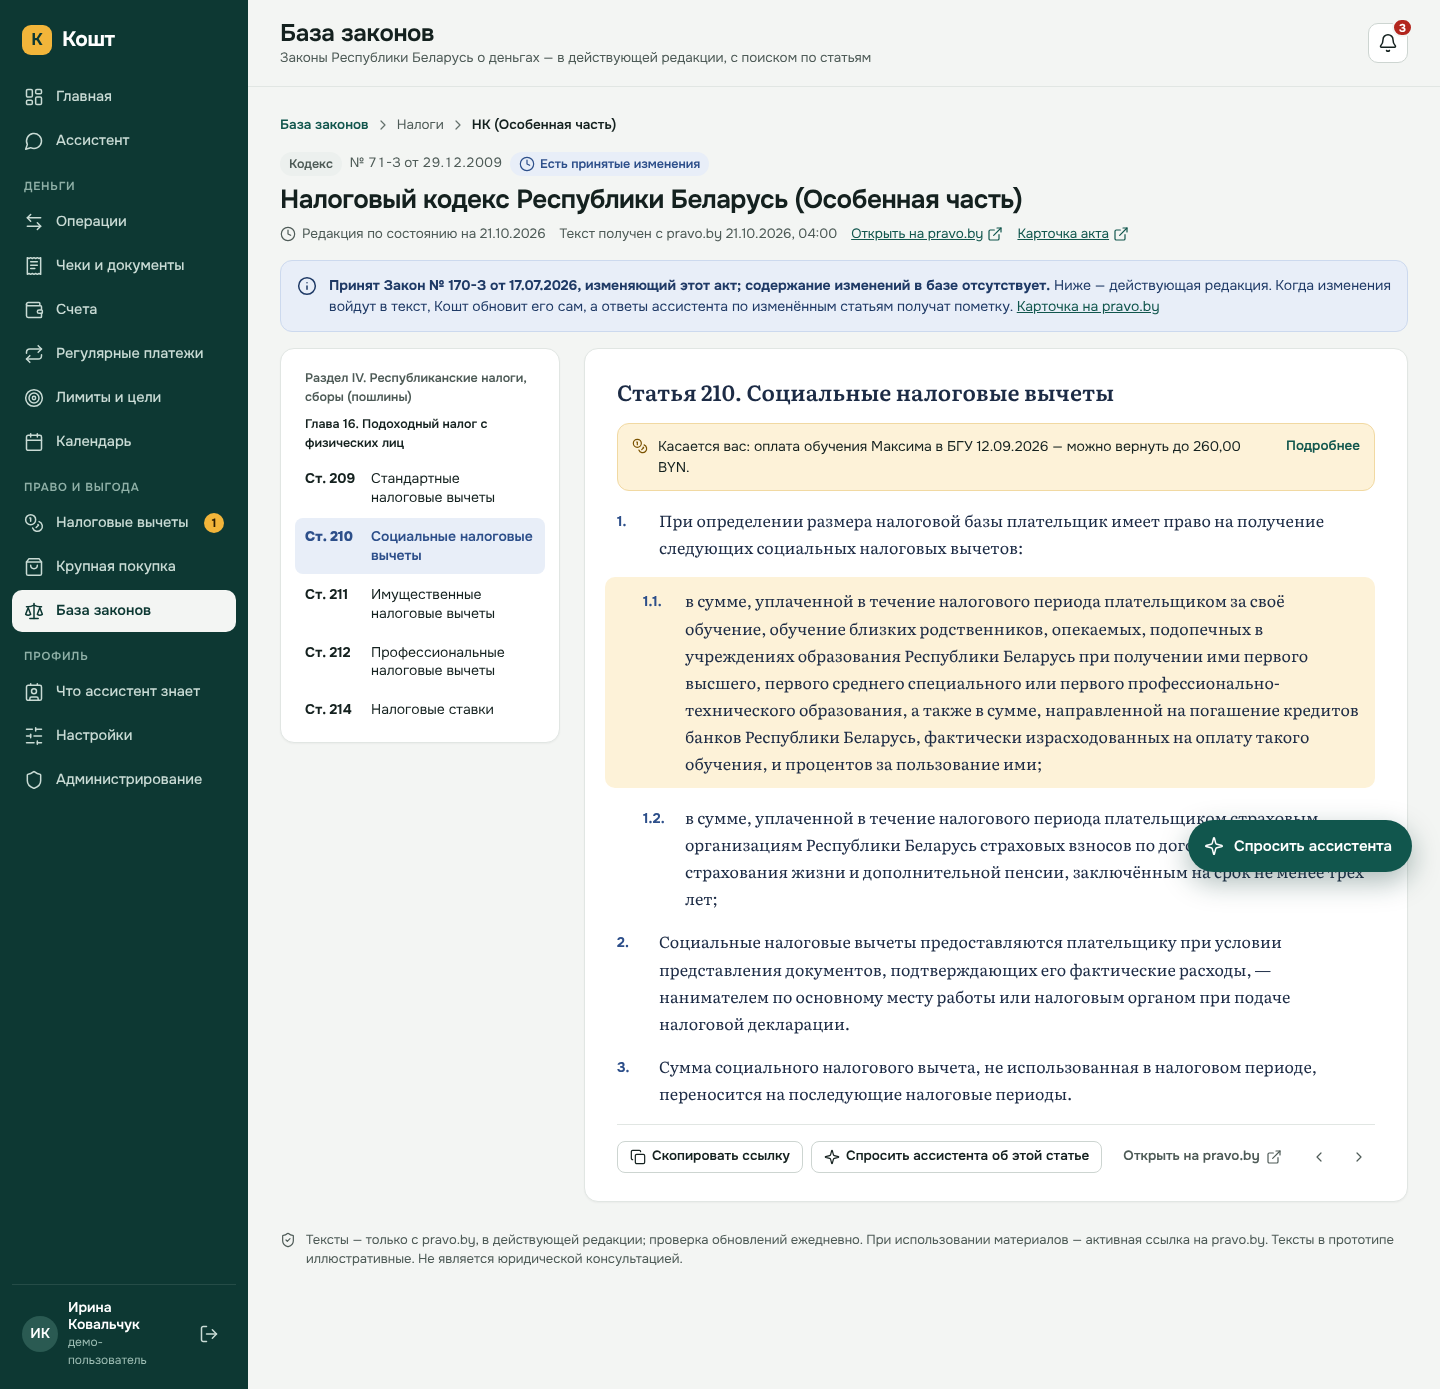 К Кошт
Главная
Ассистент
ДЕНЬГИ
Операции
Чеки и документы
Счета
Регулярные платежи
Лимиты и цели
Календарь
ПРАВО И ВЫГОДА
Налоговые вычеты 1
Крупная покупка
База законов
ПРОФИЛЬ
Что ассистент знает
Настройки
Администрирование
ИК
Ирина
Ковальчук
демо-
пользователь
База законов
Законы Республики Беларусь о деньгах — в действующей редакции, с поиском по статьям
3
База законов > Налоги > НК (Особенная часть)
Кодекс № 71-З от 29.12.2009 Есть принятые изменения
Налоговый кодекс Республики Беларусь (Особенная часть)
Редакция по состоянию на 21.10.2026 Текст получен с pravo.by 21.10.2026, 04:00 Открыть на pravo.by Карточка акта
Принят Закон № 170-З от 17.07.2026, изменяющий этот акт; содержание изменений в базе отсутствует. Ниже — действующая редакция. Когда изменения
войдут в текст, Кошт обновит его сам, а ответы ассистента по изменённым статьям получат пометку. Карточка на pravo.by
Раздел IV. Республиканские налоги,
сборы (пошлины)
Глава 16. Подоходный налог с
физических лиц
Ст. 209 Стандартные
налоговые вычеты
Ст. 210 Социальные налоговые
вычеты
Ст. 211 Имущественные
налоговые вычеты
Ст. 212 Профессиональные
налоговые вычеты
Ст. 214 Налоговые ставки
Статья 210. Социальные налоговые вычеты
Касается вас: оплата обучения Максима в БГУ 12.09.2026 — можно вернуть до 260,00
BYN.
Подробнее
1. При определении размера налоговой базы плательщик имеет право на получение
следующих социальных налоговых вычетов:
1.1. в сумме, уплаченной в течение налогового периода плательщиком за своё
обучение, обучение близких родственников, опекаемых, подопечных в
учреждениях образования Республики Беларусь при получении ими первого
высшего, первого среднего специального или первого профессионально-
технического образования, а также в сумме, направленной на погашение кредитов
банков Республики Беларусь, фактически израсходованных на оплату такого
обучения, и процентов за пользование ими;
1.2. в сумме, уплаченной в течение налогового периода плательщиком страховым
организациям Республики Беларусь страховых взносов по
страхования жизни и дополнительной пенсии, заключённым на срок не менее трёх
лет;
Спросить ассистента
2. Социальные налоговые вычеты предоставляются плательщику при условии
представления документов, подтверждающих его фактические расходы, —
нанимателем по основному месту работы или налоговым органом при подаче
налоговой декларации.
3. Сумма социального налогового вычета, не использованная в налоговом периоде,
переносится на последующие налоговые периоды.
Скопировать ссылку Спросить ассистента об этой статье Открыть на pravo.by
Тексты — только с pravo.by, в действующей редакции; проверка обновлений ежедневно. При использовании материалов — активная ссылка на pravo.by. Тексты в прототипе
иллюстративные. Не является юридической консультацией.